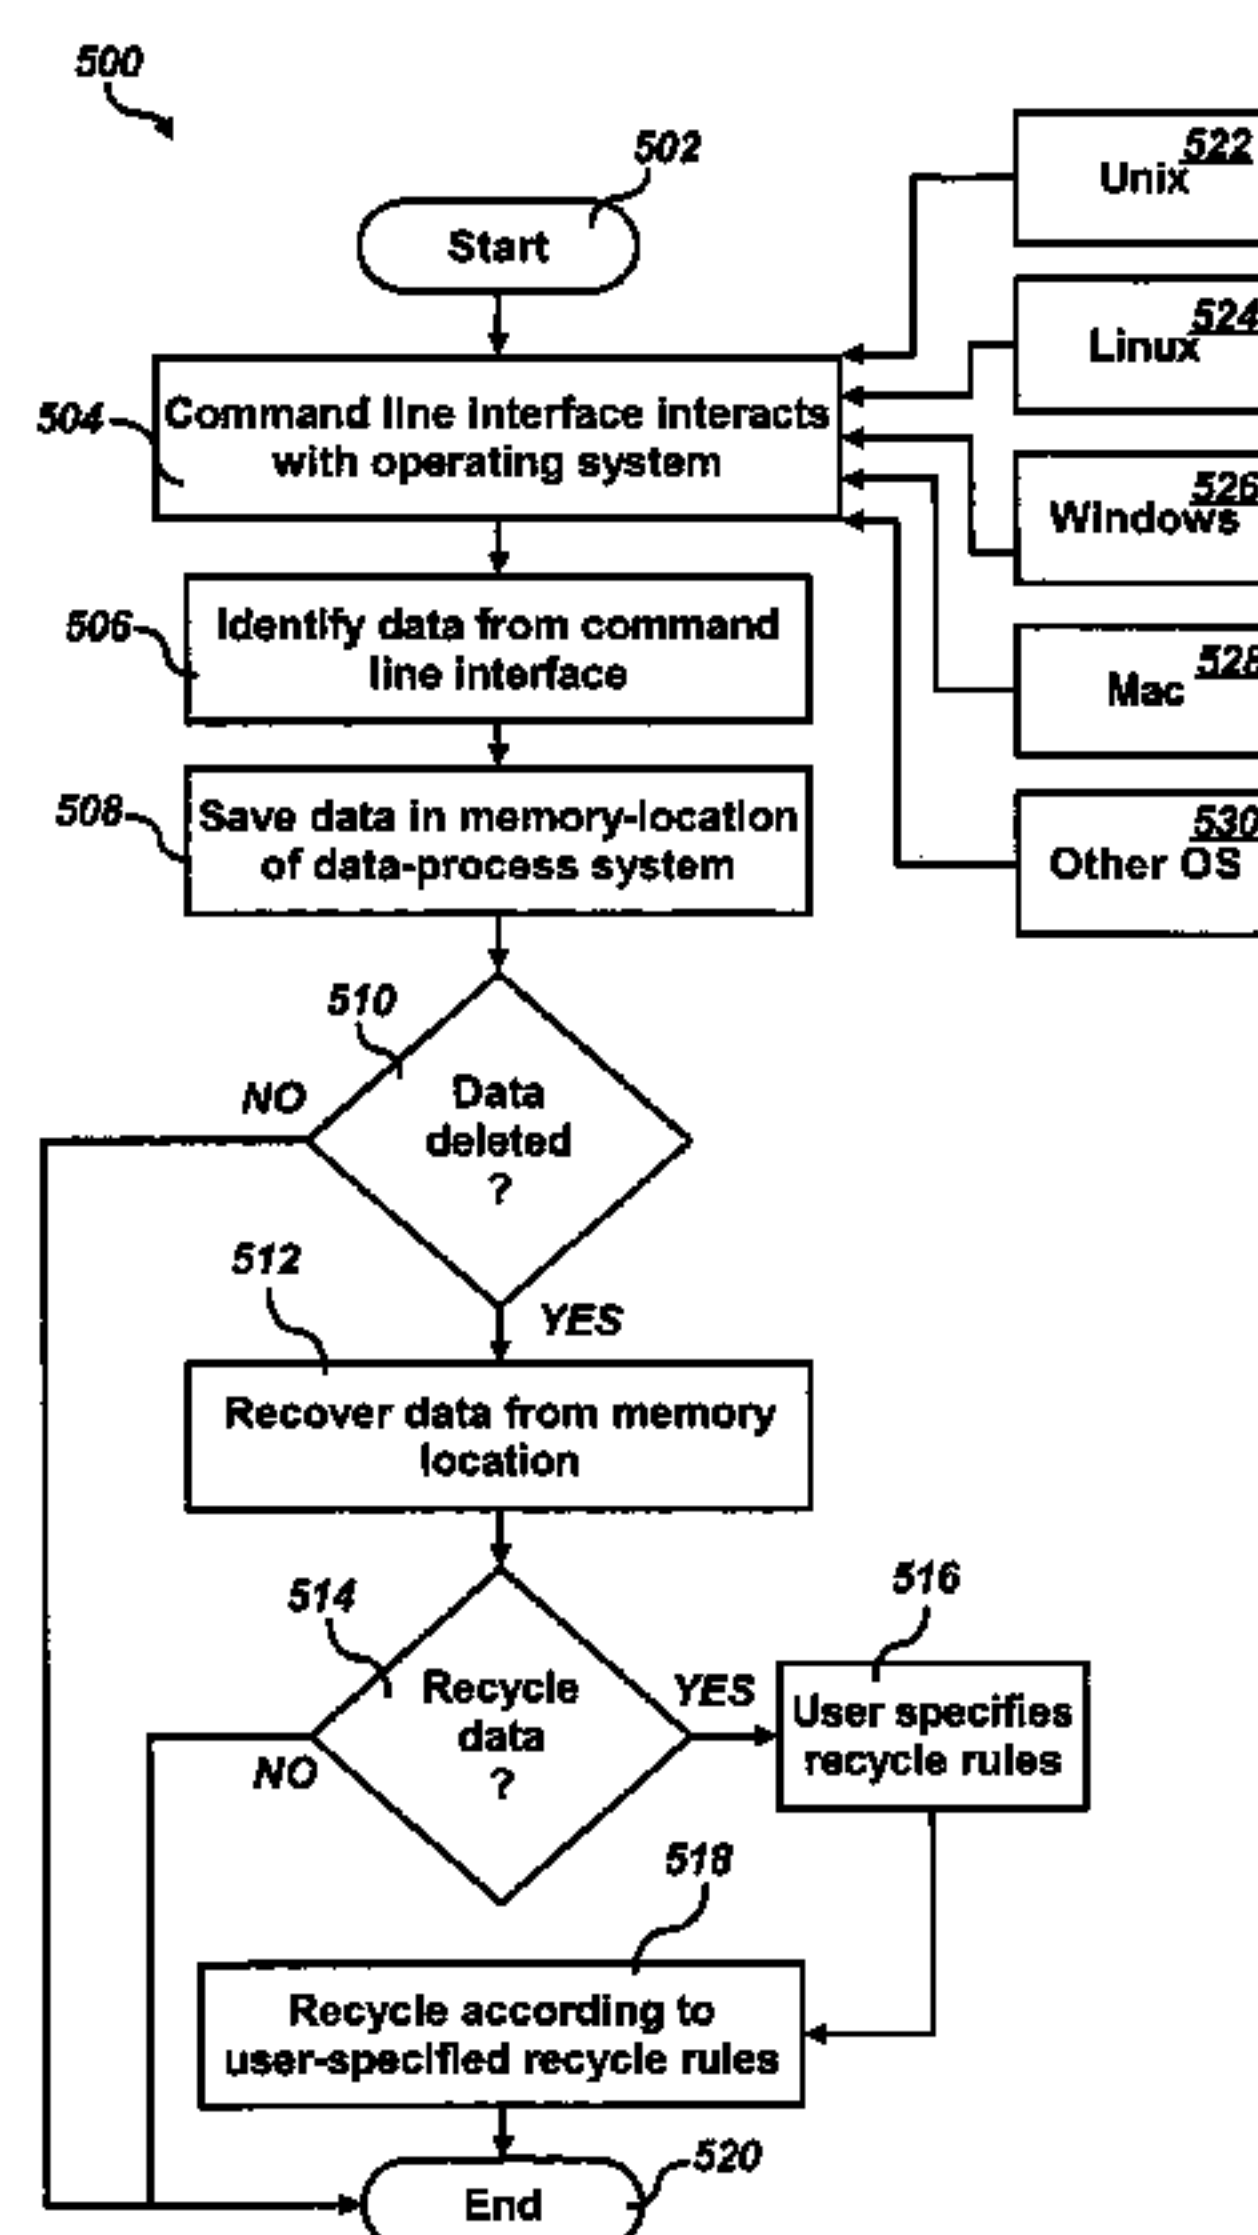 500
502
Start
522
Unix
524
Linux
504
Command line interface interacts
with operating system
526
Windows
506
Identify data from command
line interface
528
Mac
508
Save data in memory-location
of data-process system
530
Other OS
510
NO
Data
deleted
?
YES
512
Recover data from memory
location
514
Recycle
data
?
NO
YES
516
User specifies
recycle rules
518
Recycle according to
user-specified recycle rules
520
End